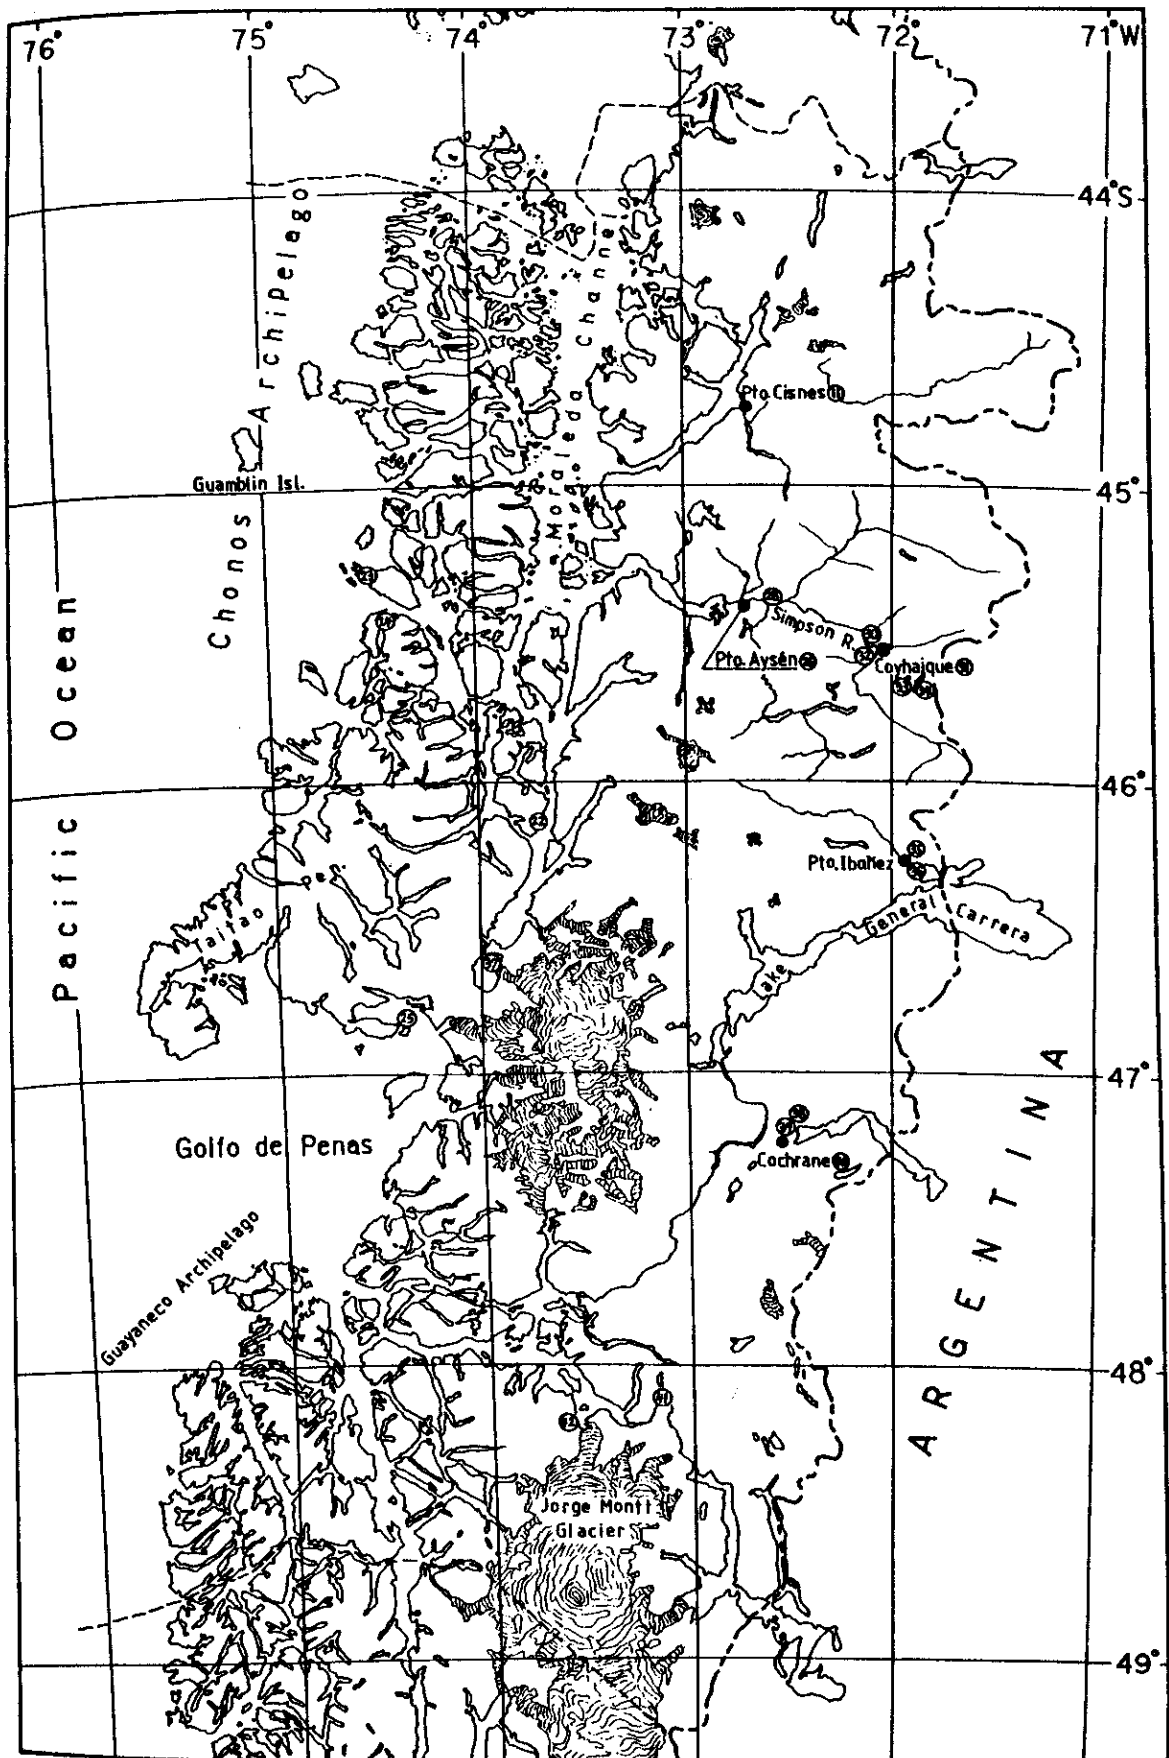 76° 75° 74° 73° 72° 71°W
44°S
Chonos Archipelago
Moraleda Channel
Pto. Cisnes
Guamblin Isl.
45°
Pacific Ocean
Simpson R.
Pto. Aysén
Coyhaique
46°
Pto. Ibañez
Taitao Pen.
Lake General Carrera
47°
Golfo de Penas
Cochrane
ARGENTINA
Guayaneco Archipelago
48°
Jorge Montt
Glacier
49°